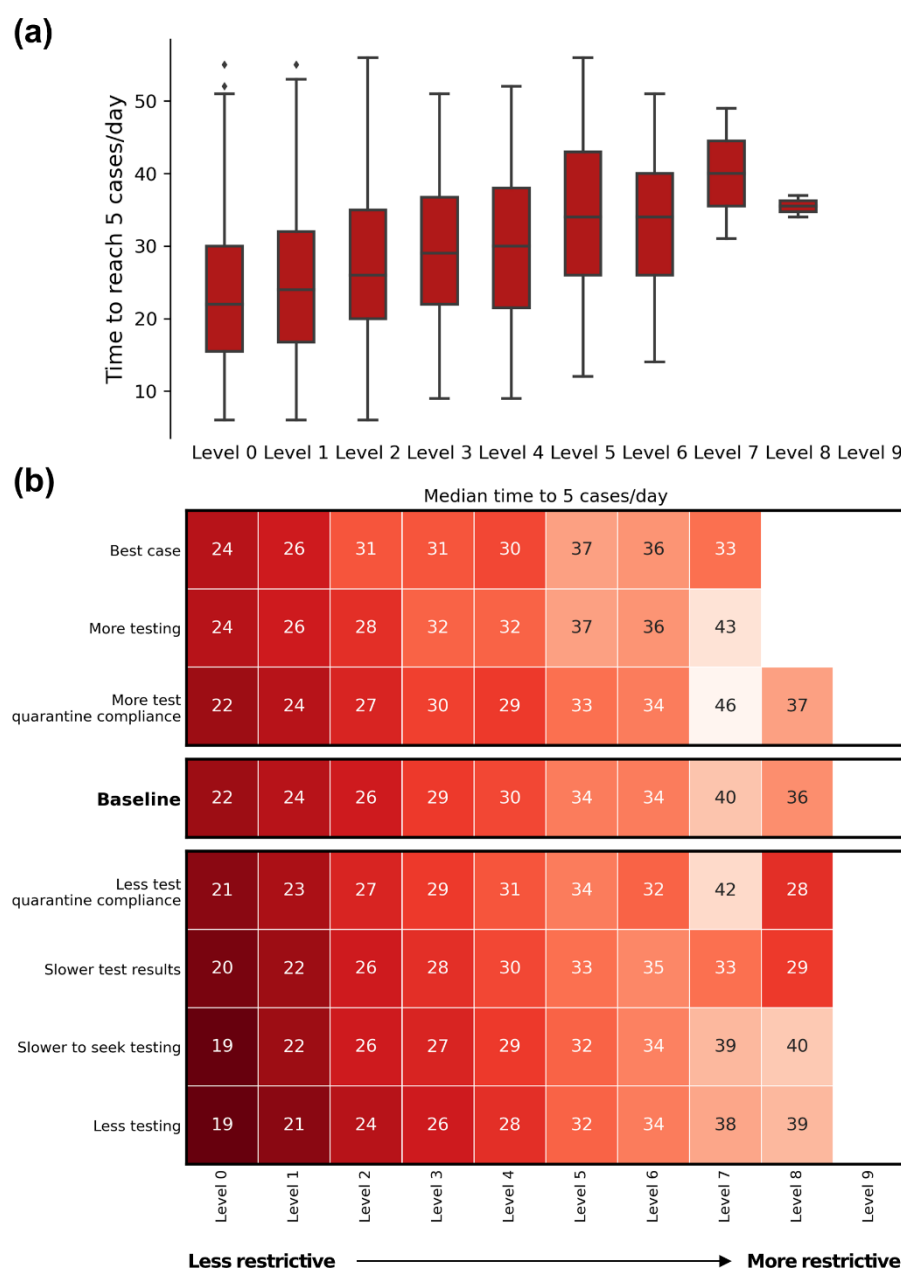 (a)
Time to reach 5 cases/day
50
40
30
20
10
Level 0 Level 1 Level 2 Level 3 Level 4 Level 5 Level 6 Level 7 Level 8 Level 9
(b)
Median time to 5 cases/day
Best case 24 26 31 31 30 37 36 33
More testing 24 26 28 32 32 37 36 43
More test
quarantine compliance 22 24 27 30 29 33 34 46 37
Baseline 22 24 26 29 30 34 34 40 36
Less test
quarantine compliance 21 23 27 29 31 34 32 42 28
Slower test results 20 22 26 28 30 33 35 33 29
Slower to seek testing 19 22 26 27 29 32 34 39 40
Less testing 19 21 24 26 28 32 34 38 39
Level 0 Level 1 Level 2 Level 3 Level 4 Level 5 Level 6 Level 7 Level 8 Level 9
Less restrictive More restrictive